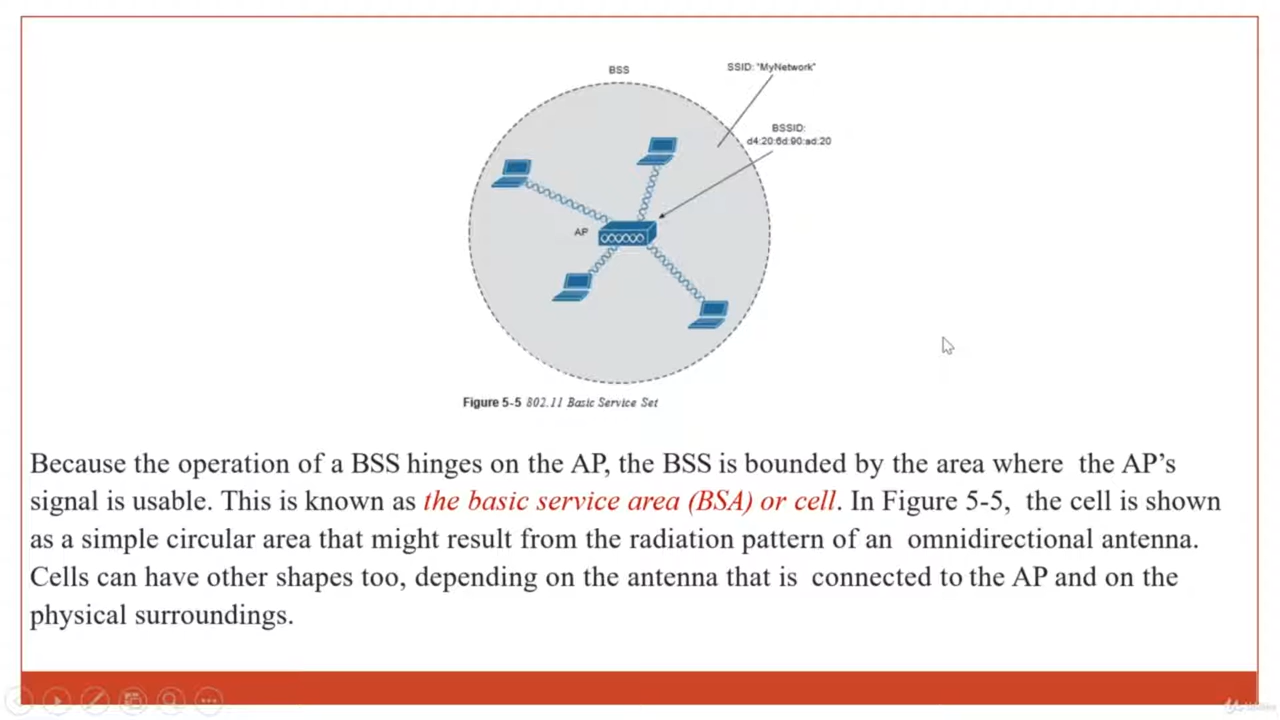 BSS
SSID: "MyNetwork"
BSSID:
d4:20:6d:90:ad:20
AP
Figure 5-5 802.11 Basic Service Set
Because the operation of a BSS hinges on the AP, the BSS is bounded by the area where the AP’s
signal is usable. This is known as the basic service area (BSA) or cell. In Figure 5-5, the cell is shown
as a simple circular area that might result from the radiation pattern of an omnidirectional antenna.
Cells can have other shapes too, depending on the antenna that is connected to the AP and on the
physical surroundings.